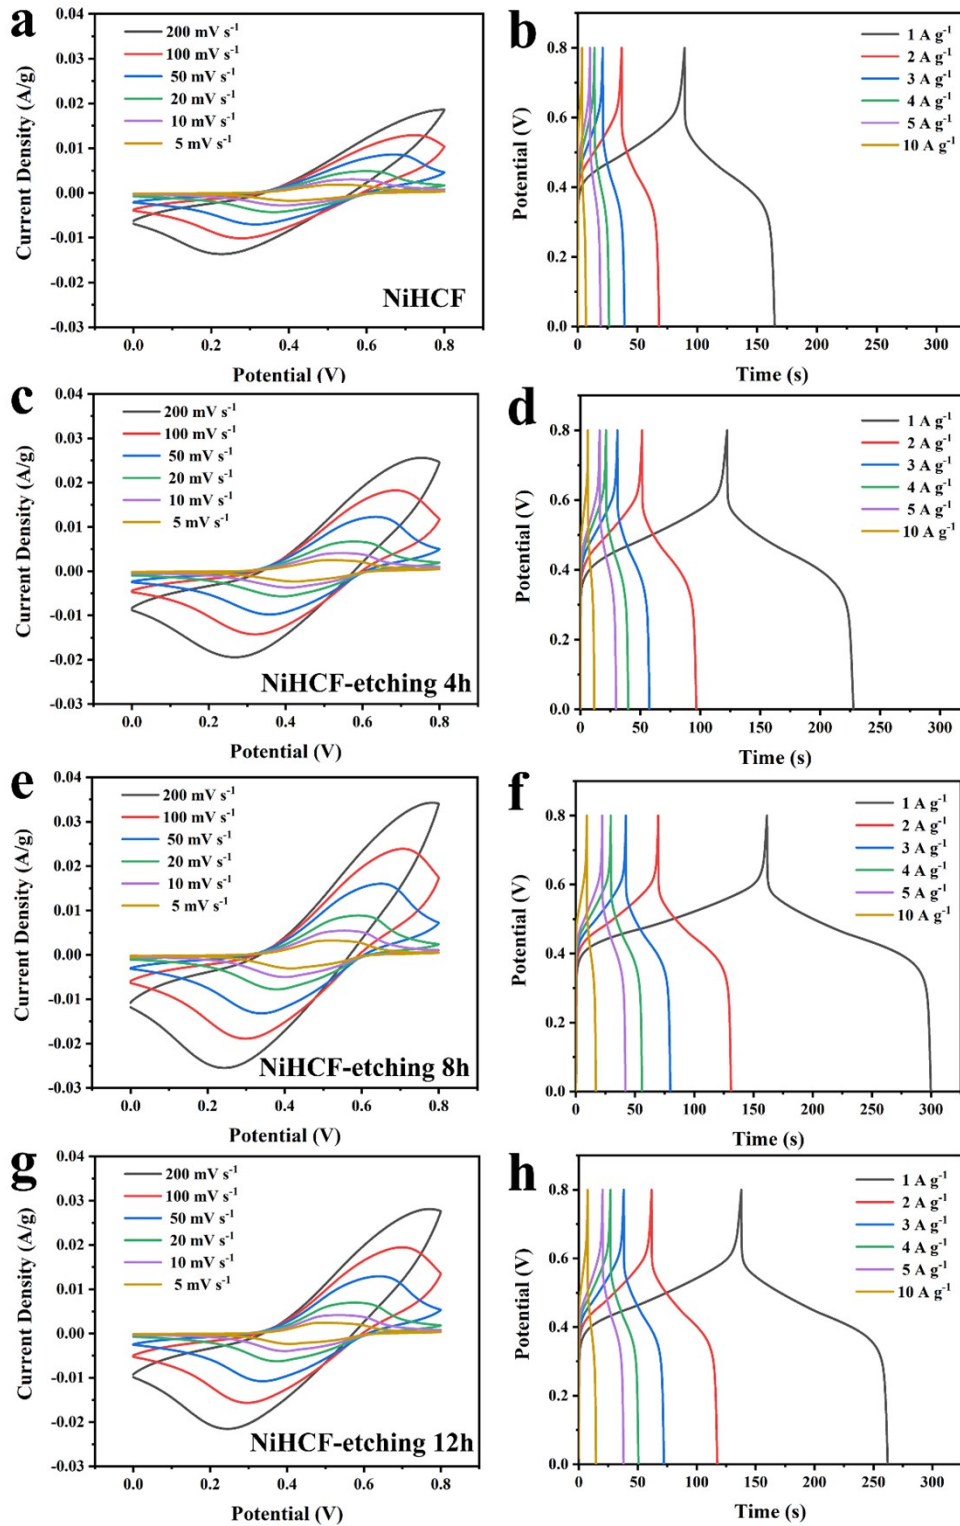 a
Current Density (A/g)
0.04
0.03
0.02
0.01
0.00
-0.01
-0.02
-0.03
200 mV s⁻¹
100 mV s⁻¹
50 mV s⁻¹
20 mV s⁻¹
10 mV s⁻¹
5 mV s⁻¹
NiHCF
0.0 0.2 0.4 0.6 0.8
Potential (V)
b
Potential (V)
0.8
0.6
0.4
0.2
0.0
1 A g⁻¹
2 A g⁻¹
3 A g⁻¹
4 A g⁻¹
5 A g⁻¹
10 A g⁻¹
0 50 100 150 200 250 300
Time (s)
c
Current Density (A/g)
0.04
0.03
0.02
0.01
0.00
-0.01
-0.02
-0.03
200 mV s⁻¹
100 mV s⁻¹
50 mV s⁻¹
20 mV s⁻¹
10 mV s⁻¹
5 mV s⁻¹
NiHCF-etching 4h
0.0 0.2 0.4 0.6 0.8
Potential (V)
d
Potential (V)
0.8
0.6
0.4
0.2
0.0
1 A g⁻¹
2 A g⁻¹
3 A g⁻¹
4 A g⁻¹
5 A g⁻¹
10 A g⁻¹
0 50 100 150 200 250 300
Time (s)
e
Current Density (A/g)
0.04
0.03
0.02
0.01
0.00
-0.01
-0.02
-0.03
200 mV s⁻¹
100 mV s⁻¹
50 mV s⁻¹
20 mV s⁻¹
10 mV s⁻¹
5 mV s⁻¹
NiHCF-etching 8h
0.0 0.2 0.4 0.6 0.8
Potential (V)
f
Potential (V)
0.8
0.6
0.4
0.2
0.0
1 A g⁻¹
2 A g⁻¹
3 A g⁻¹
4 A g⁻¹
5 A g⁻¹
10 A g⁻¹
0 50 100 150 200 250 300
Time (s)
g
Current Density (A/g)
0.04
0.03
0.02
0.01
0.00
-0.01
-0.02
-0.03
200 mV s⁻¹
100 mV s⁻¹
50 mV s⁻¹
20 mV s⁻¹
10 mV s⁻¹
5 mV s⁻¹
NiHCF-etching 12h
0.0 0.2 0.4 0.6 0.8
Potential (V)
h
Potential (V)
0.8
0.6
0.4
0.2
0.0
1 A g⁻¹
2 A g⁻¹
3 A g⁻¹
4 A g⁻¹
5 A g⁻¹
10 A g⁻¹
0 50 100 150 200 250 300
Time (s)